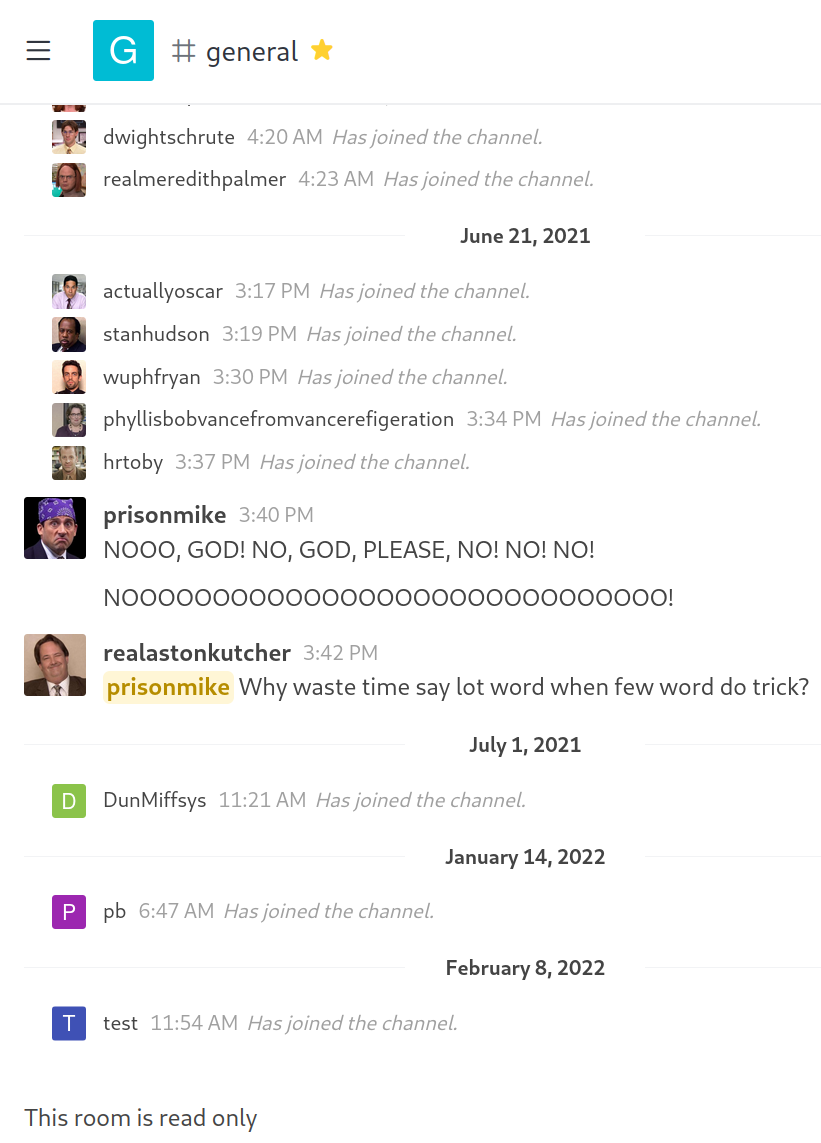 G # general
dwightschrute 4:20 AM Has joined the channel.
realmeredithpalmer 4:23 AM Has joined the channel.
June 21, 2021
actuallyoscar 3:17 PM Has joined the channel.
stanhudson 3:19 PM Has joined the channel.
wuphfryan 3:30 PM Has joined the channel.
phyllisbobvancefromvancerefigeration 3:34 PM Has joined the channel.
hrtoby 3:37 PM Has joined the channel.
prisonmike 3:40 PM
NOOO, GOD! NO, GOD, PLEASE, NO! NO! NO!
NOOOOOOOOOOOOOOOOOOOOOOOOOOOOOO!
realastonkutcher 3:42 PM
prisonmike Why waste time say lot word when few word do trick?
July 1, 2021
D DunMiffsys 11:21 AM Has joined the channel.
January 14, 2022
P pb 6:47 AM Has joined the channel.
February 8, 2022
T test 11:54 AM Has joined the channel.
This room is read only